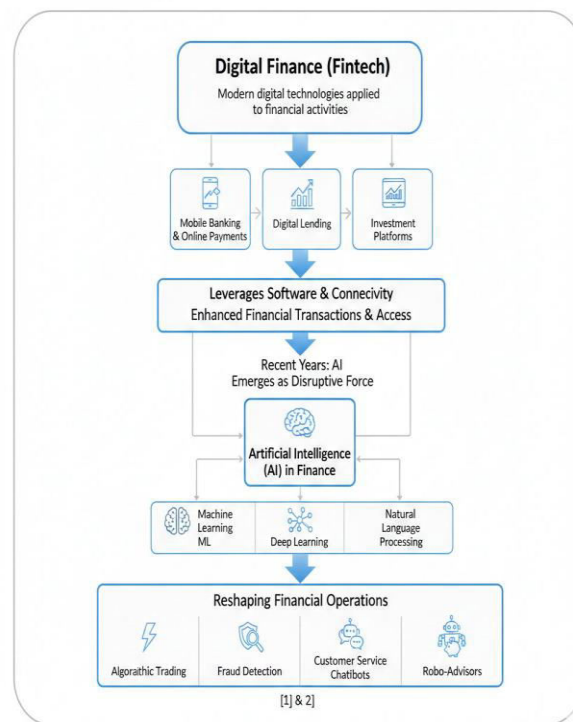 Digital Finance (Fintech)
Modern digital technologies applied
to financial activities
Mobile Banking
& Online Payments
Digital Lending
Investment
Platforms
Leverages Software & Connecivity
Enhanced Financial Transactions & Access
Recent Years: AI
Emerges as Disruptive Force
Artificial Intelligence
(AI) in Finance
Machine
Learning
ML
Deep Learning
Natural
Language
Processing
Reshaping Financial Operations
Algorathic Trading
Fraud Detection
Customer Service
Chatibots
Robo-Advisors
[1] & 2]